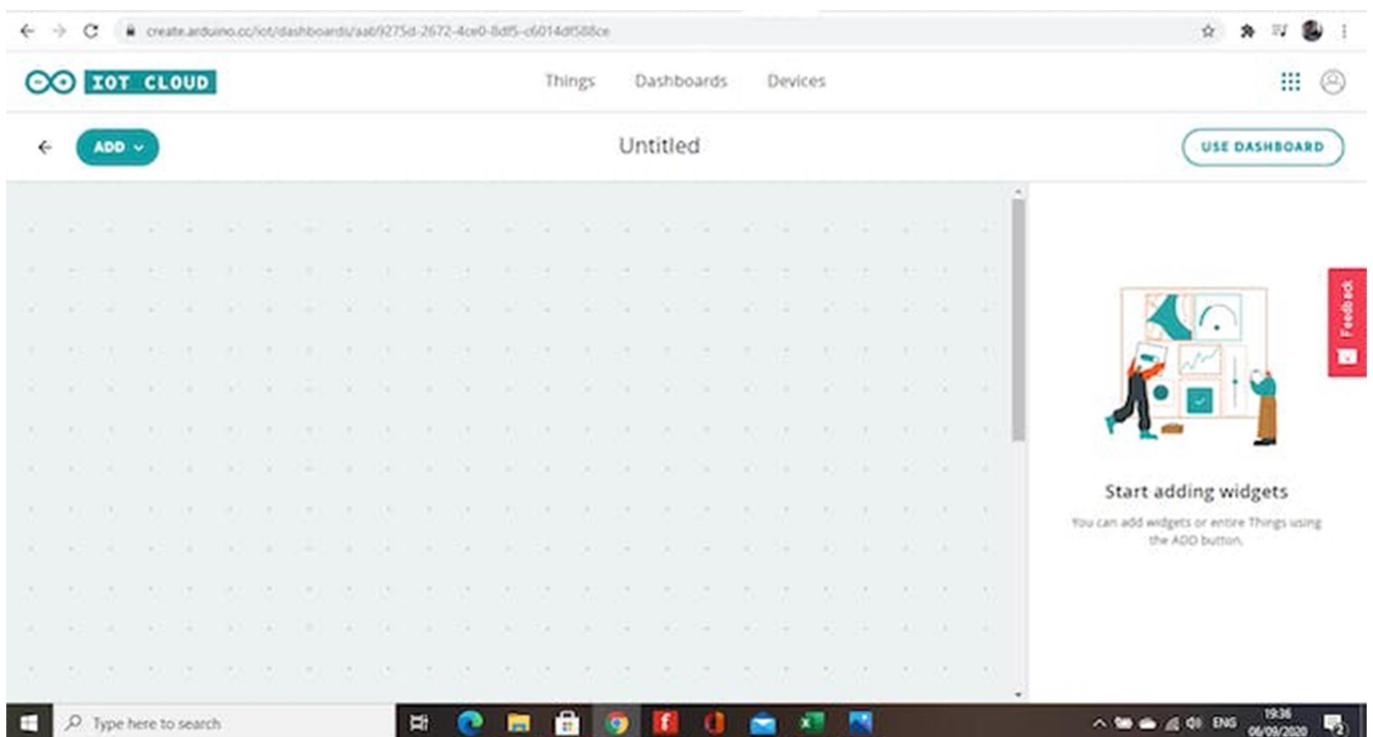 create.arduino.cc/iot/dashboards/aab9275d-2672-4ce0-8df5-c6014df588ce
IOT CLOUD
Things Dashboards Devices
ADD
Untitled
USE DASHBOARD
Feedback
Start adding widgets
You can add widgets or entire Things using
the ADD button.
Type here to search
ENG
19:36
06/09/2020
2